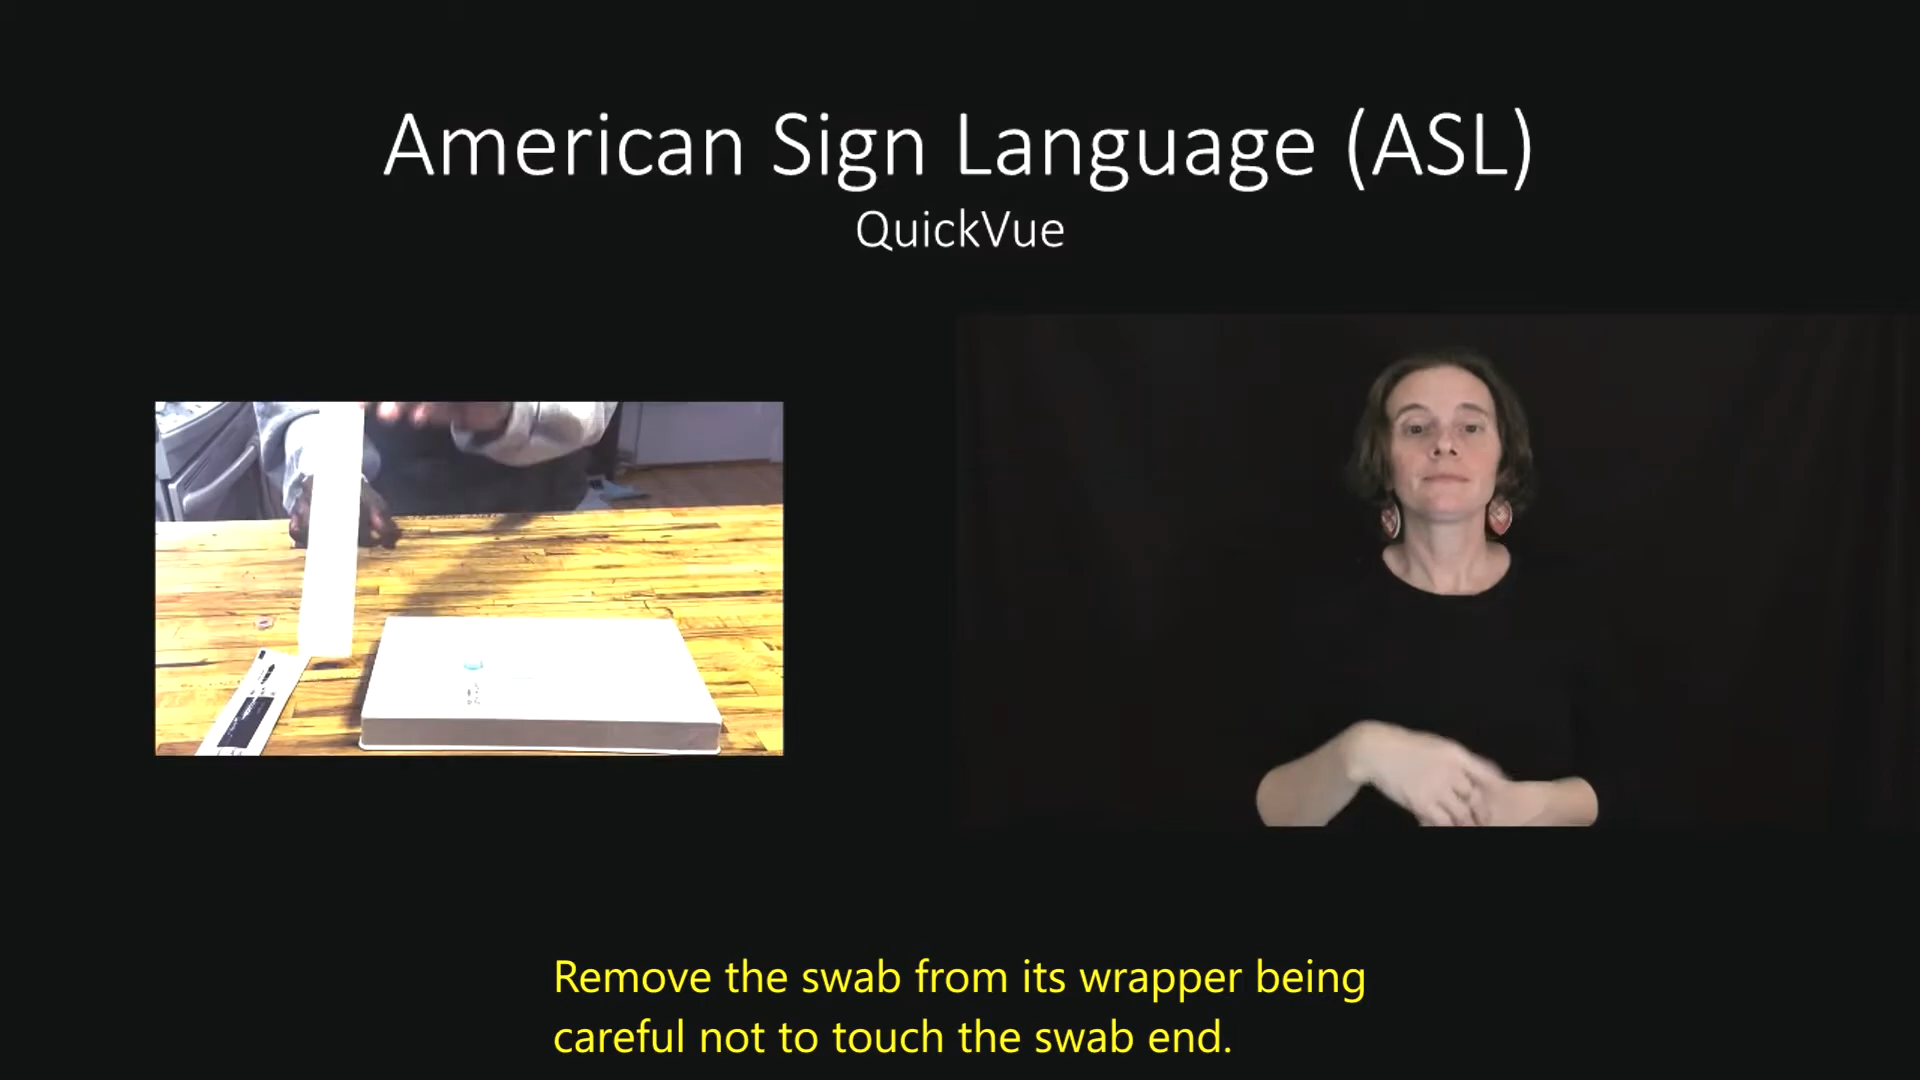 American Sign Language (ASL)
QuickVue
Remove the swab from its wrapper being
careful not to touch the swab end.